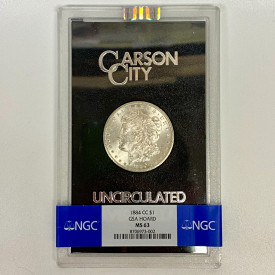 CARSON
CITY
UNCIRCULATED
1884 CC $1
GSA HOARD
NGC MS 63 NGC